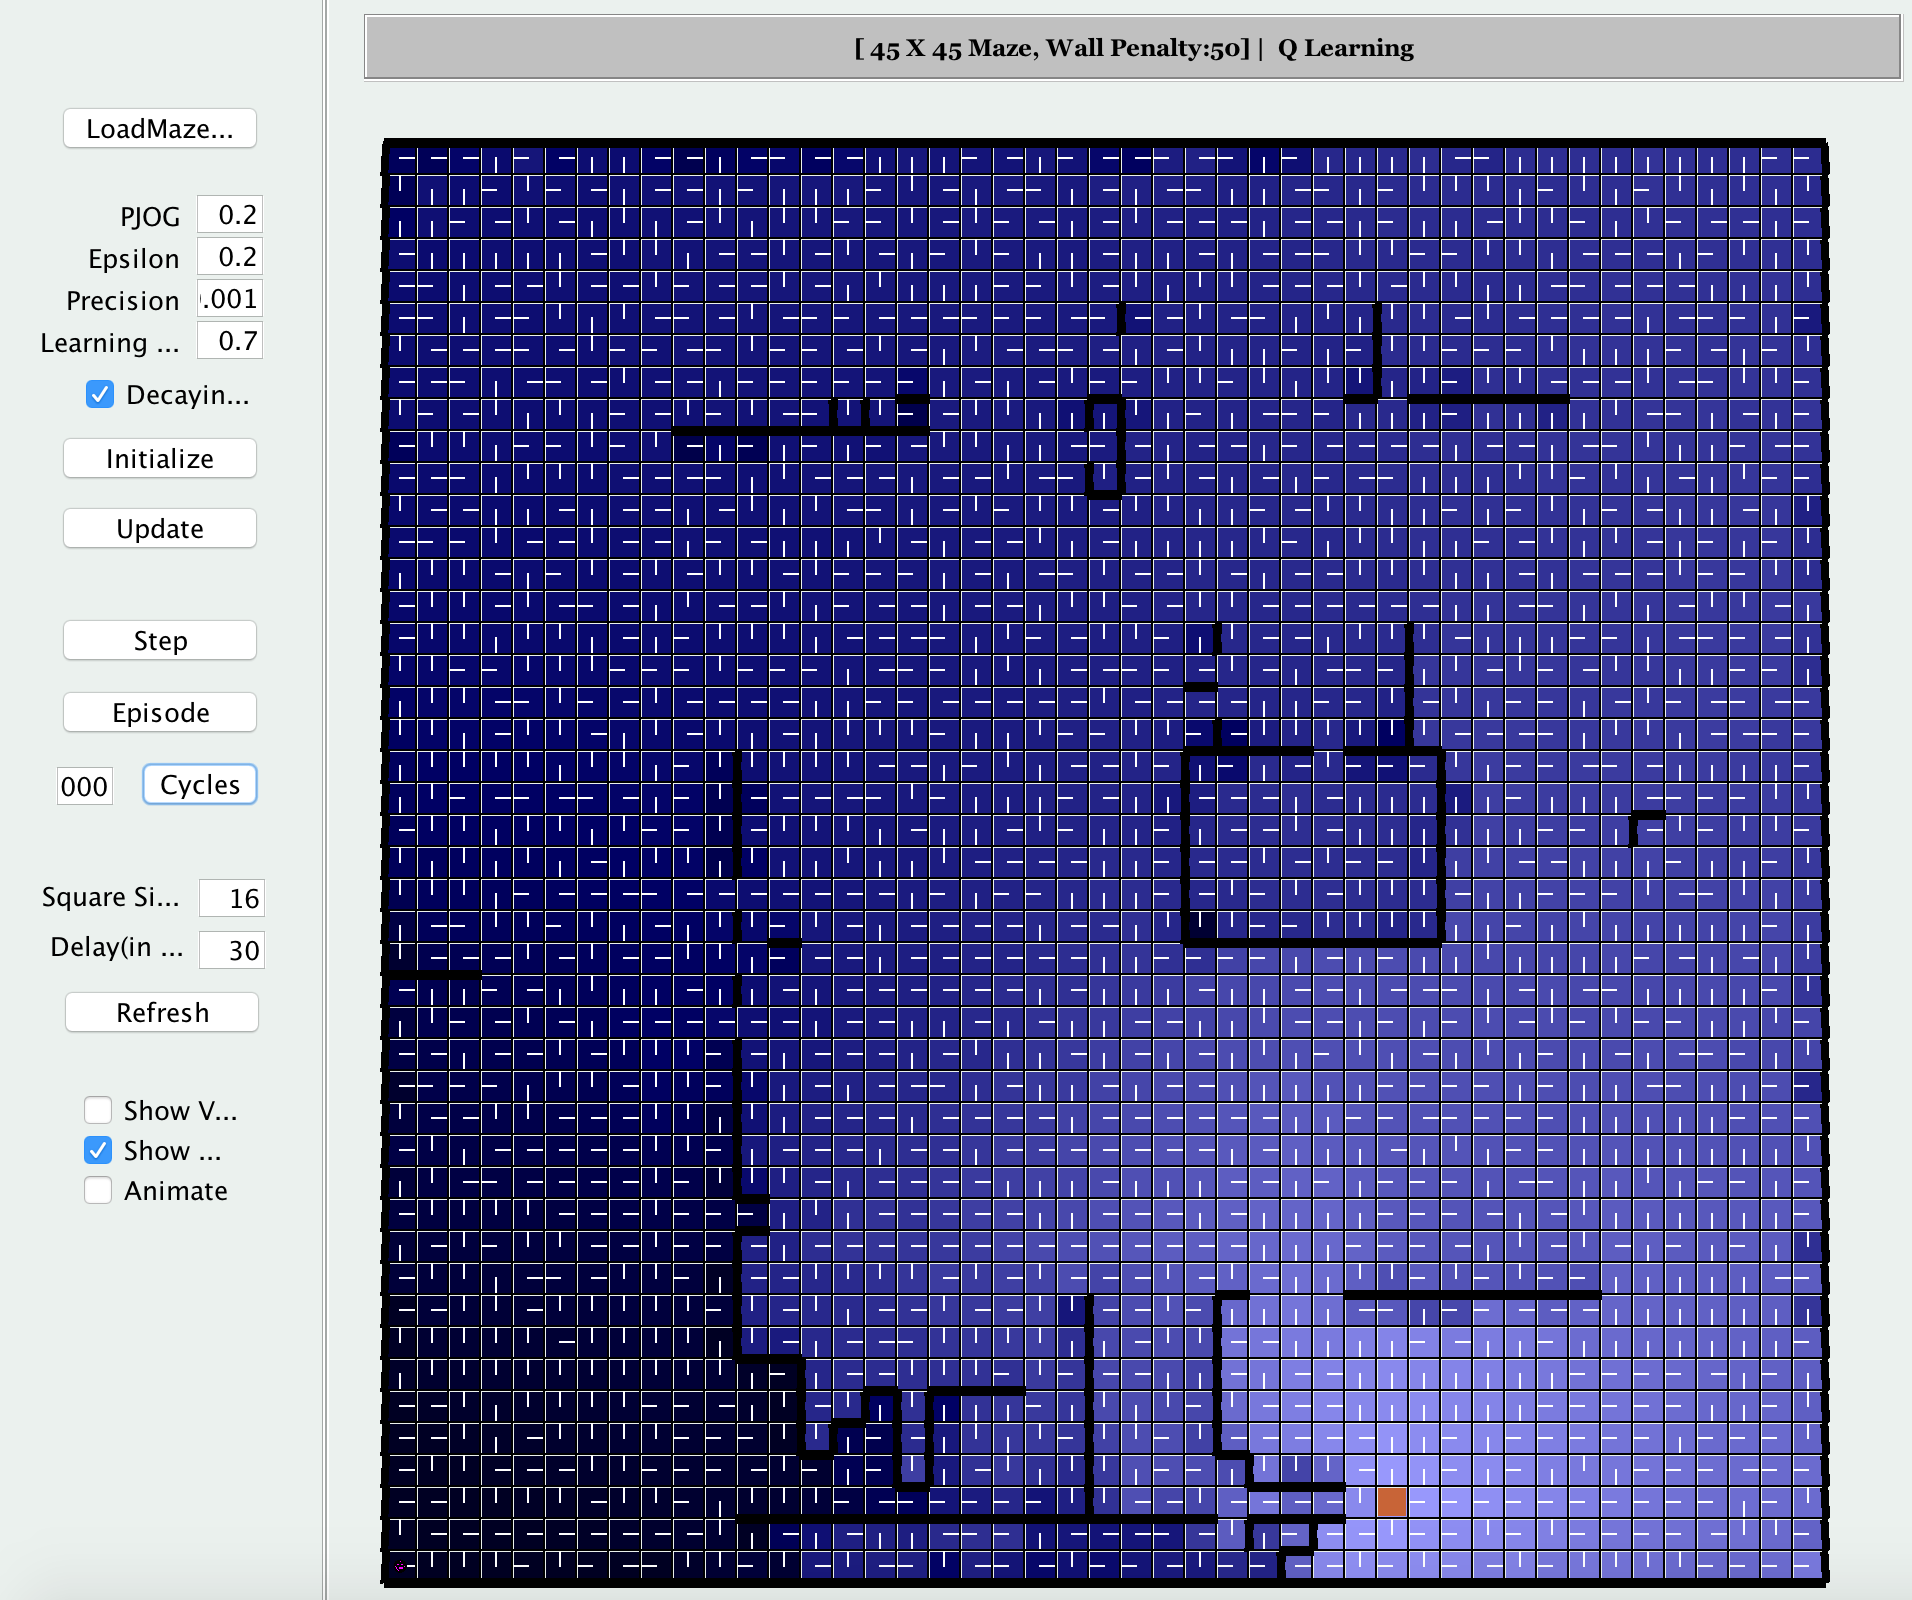 [ 45 X 45 Maze, Wall Penalty:50] | Q Learning
LoadMaze...
PJOG 0.2
Epsilon 0.2
Precision .001
Learning ... 0.7
Decayin...
Initialize
Update
Step
Episode
000 Cycles
Square Si... 16
Delay(in ... 30
Refresh
Show V...
Show ...
Animate